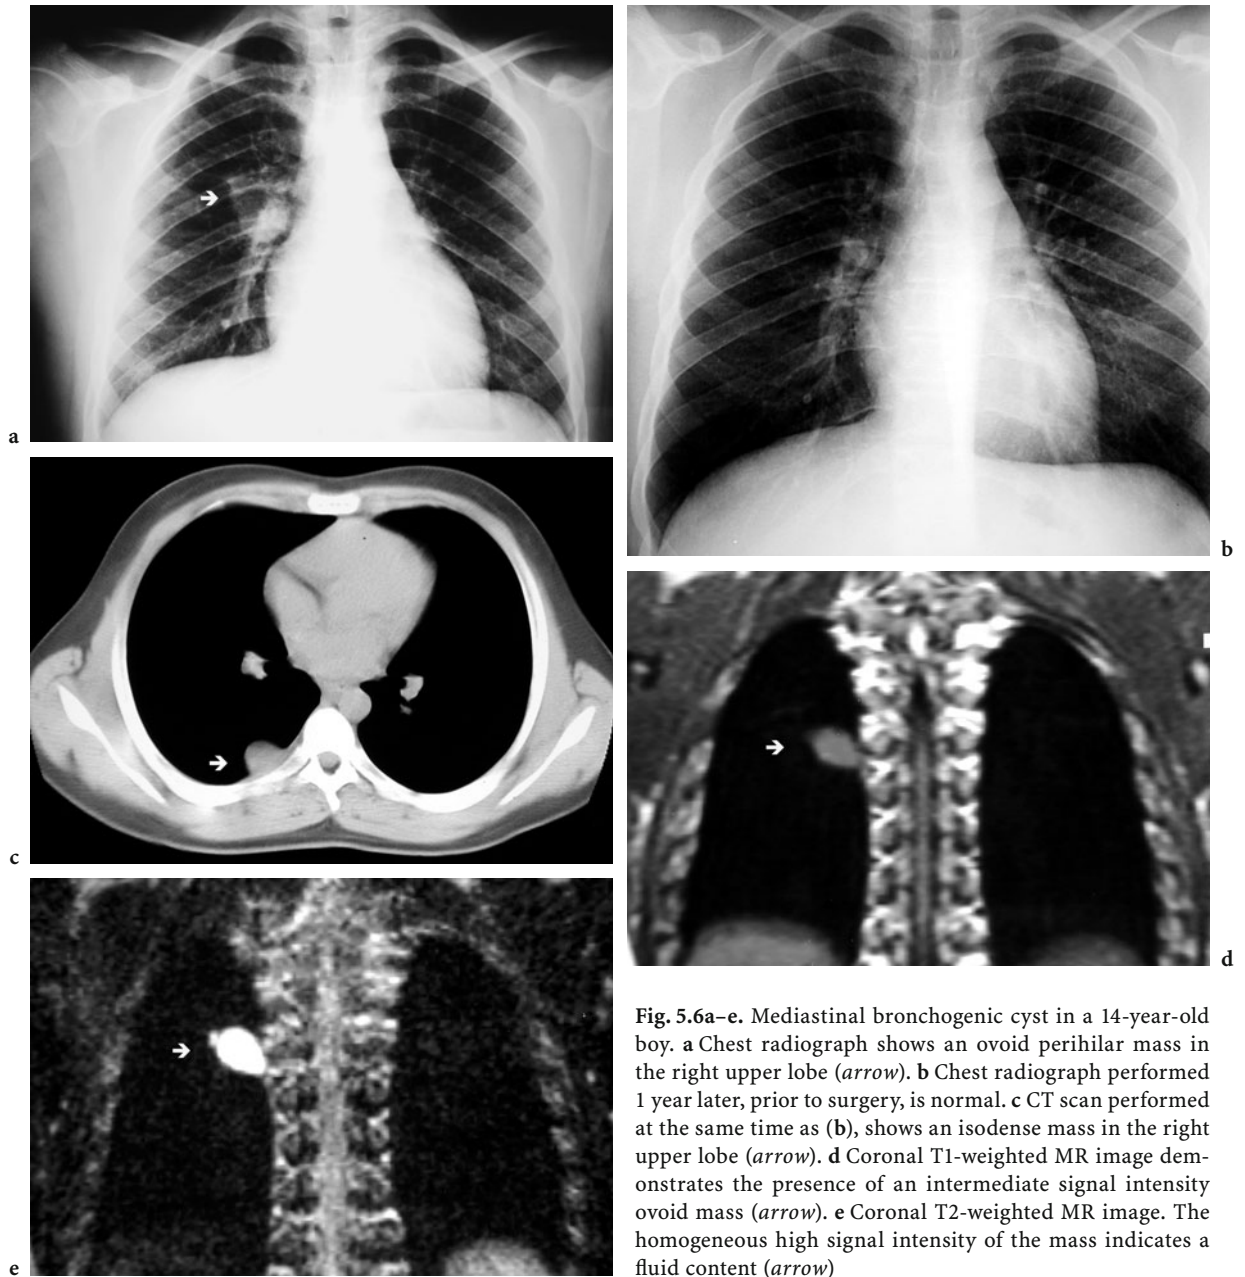 a
b
c
d
e
Fig. 5.6a–e. Mediastinal bronchogenic cyst in a 14-year-old
boy. a Chest radiograph shows an ovoid perihilar mass in
the right upper lobe (arrow). b Chest radiograph performed
1 year later, prior to surgery, is normal. c CT scan performed
at the same time as (b), shows an isodense mass in the right
upper lobe (arrow). d Coronal T1-weighted MR image dem-
onstrates the presence of an intermediate signal intensity
ovoid mass (arrow). e Coronal T2-weighted MR image. The
homogeneous high signal intensity of the mass indicates a
fluid content (arrow)